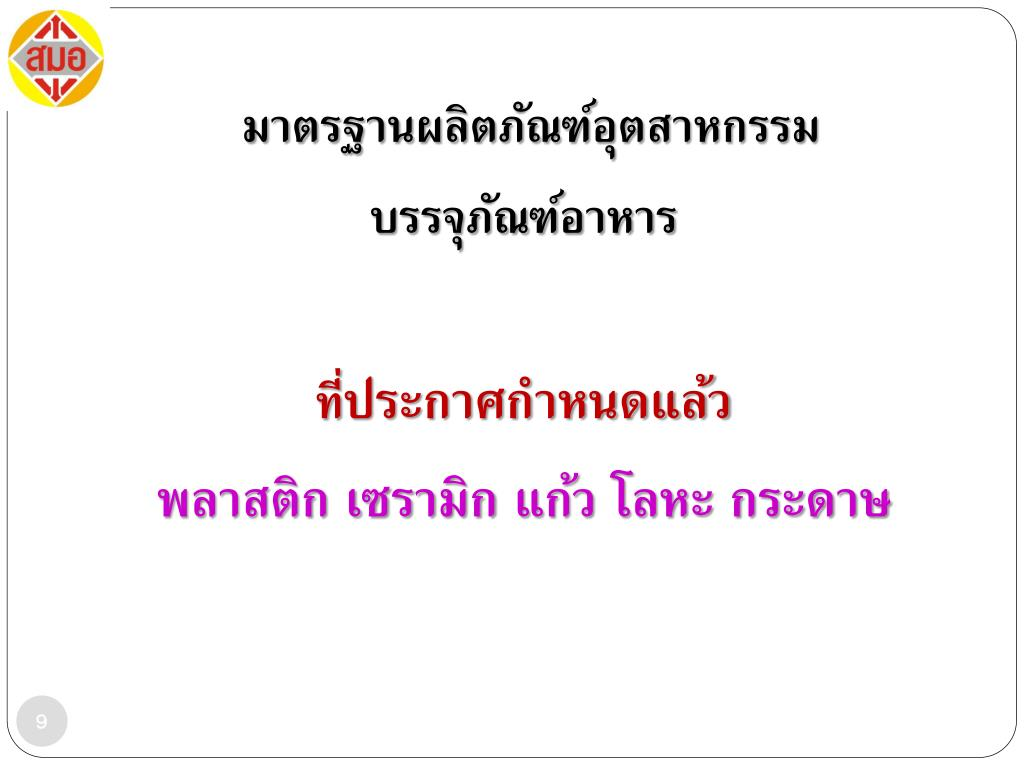 สมอ
มาตรฐานผลิตภัณฑ์อุตสาหกรรม
บรรจุภัณฑ์อาหาร
ที่ประกาศกำหนดแล้ว
พลาสติก เซรามิก แก้ว โลหะ กระดาษ
9